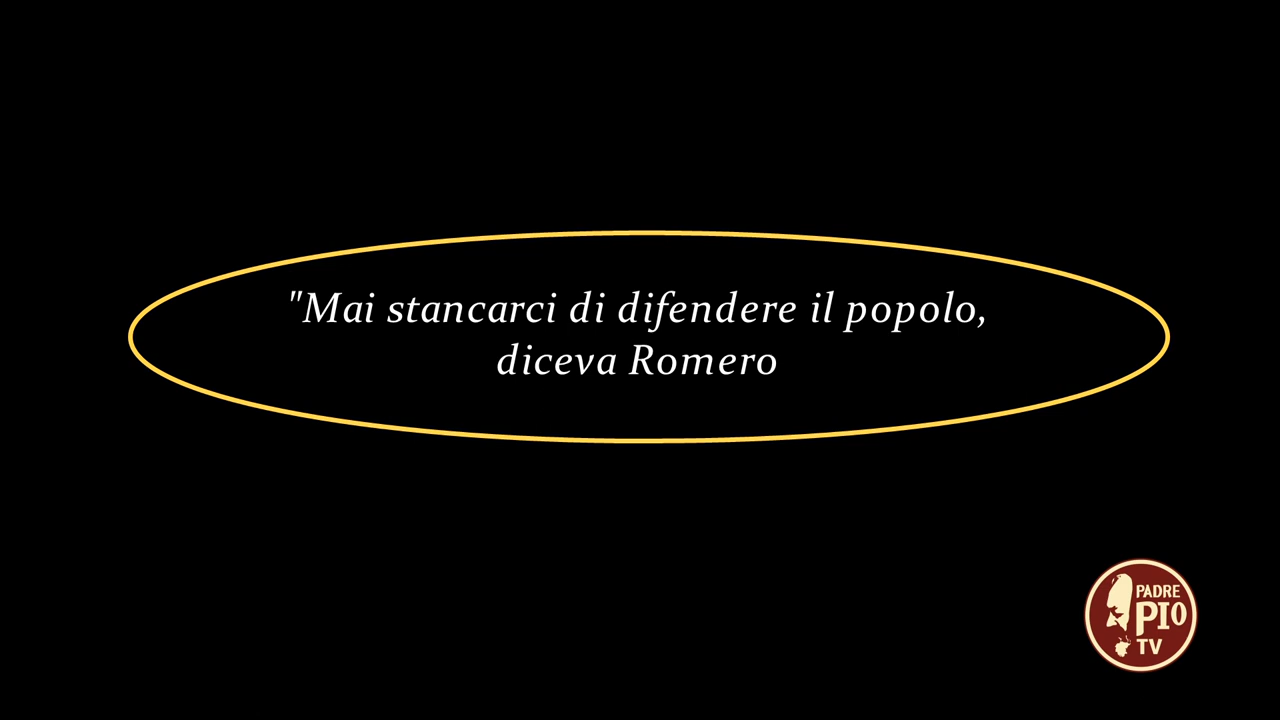 "Mai stancarci di difendere il popolo,
diceva Romero
PADRE
PIO
TV